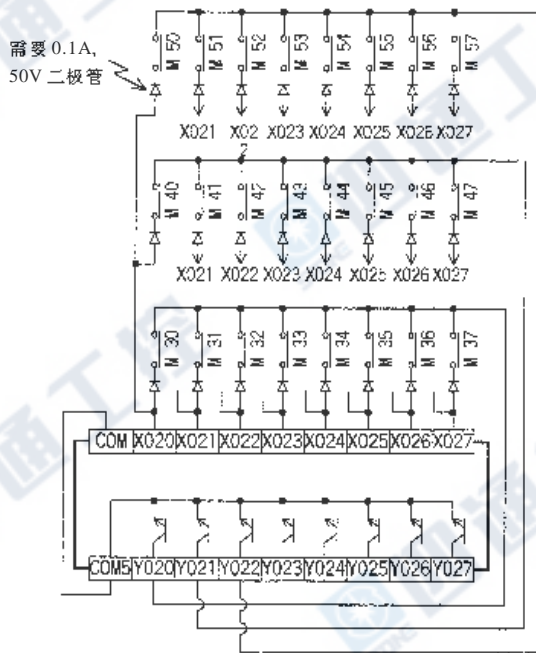 需要 0.1A,
50V 二极管
M 50 M 51 M 52 M 53 M 54 M 55 M 56 M 57
X021 X02 X023 X024 X025 X026 X027
2
M 40 M 41 M 42 M 43 M 44 M 45 M 46 M 47
X021 X022 X023 X024 X025 X026 X027
M 30 M 31 M 32 M 33 M 34 M 35 M 36 M 37
COM X020 X021 X022 X023 X024 X025 X026 X027
COM5 Y020 Y021 Y022 Y023 Y024 Y025 Y026 Y027